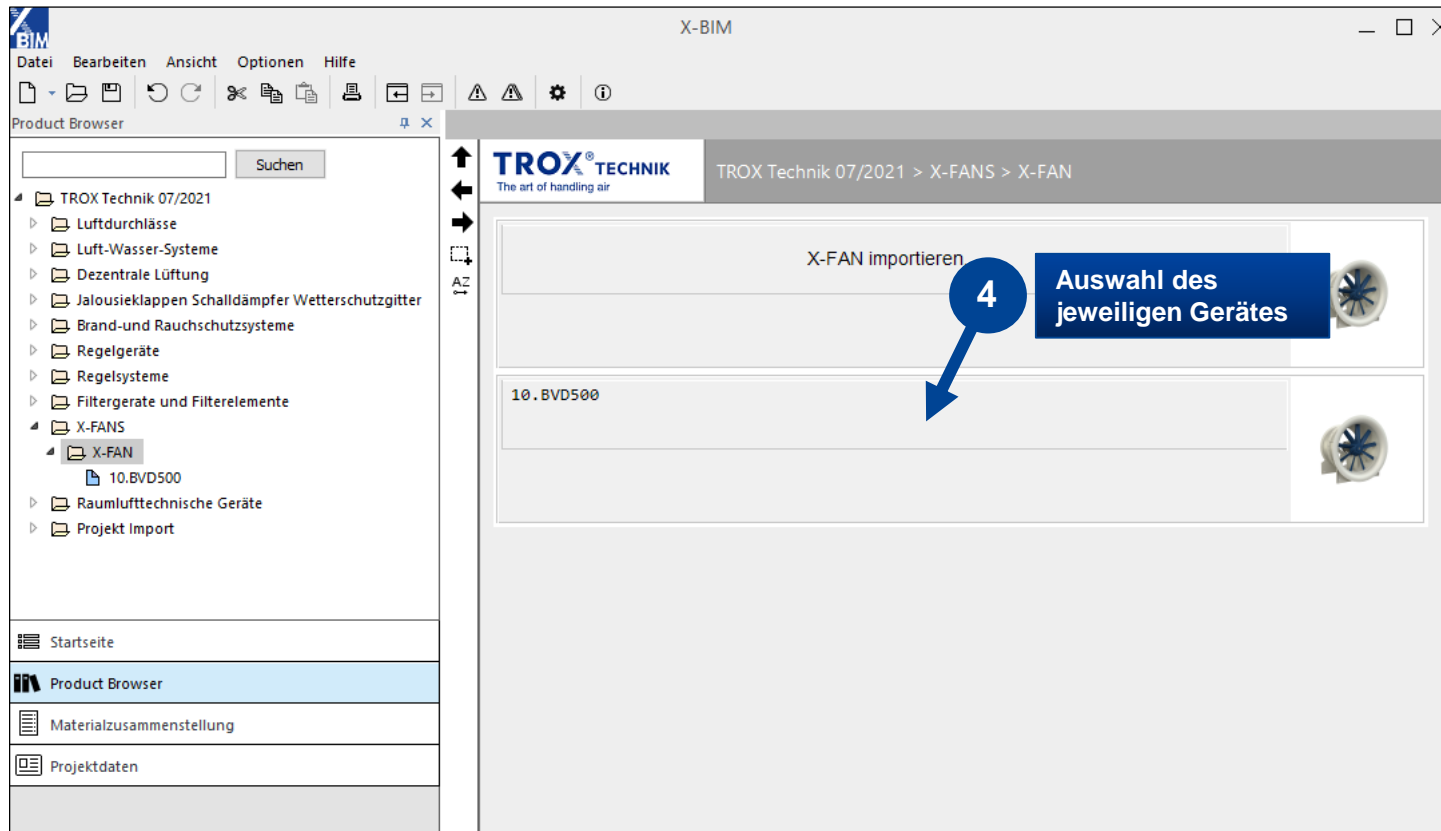 X BIM
X-BIM
Datei Bearbeiten Ansicht Optionen Hilfe
Product Browser
Suchen
TROX Technik 07/2021
Luftdurchlässe
Luft-Wasser-Systeme
Dezentrale Lüftung
Jalousieklappen Schalldämpfer Wetterschutzgitter
Brand-und Rauchschutzsysteme
Regelgeräte
Regelsysteme
Filtergerate und Filterelemente
X-FANS
X-FAN
10.BVD500
Raumlufttechnische Geräte
Projekt Import
Startseite
Product Browser
Materialzusammenstellung
Projektdaten
AZ
TROX® TECHNIK
The art of handling air
TROX Technik 07/2021 > X-FANS > X-FAN
X-FAN importieren
4
Auswahl des
jeweiligen Gerätes
10.BVD500